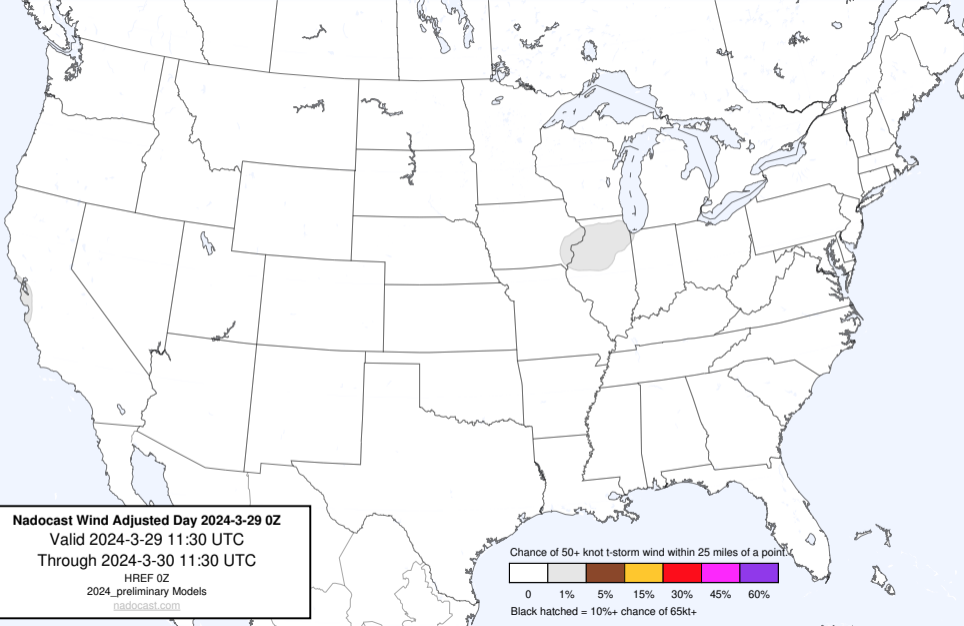 Nadocast Wind Adjusted Day 2024-3-29 0Z
Valid 2024-3-29 11:30 UTC
Through 2024-3-30 11:30 UTC
HREF 0Z
2024_preliminary Models
nadocast.com
Chance of 50+ knot t-storm wind within 25 miles of a point.
0 1% 5% 15% 30% 45% 60%
Black hatched = 10%+ chance of 65kt+